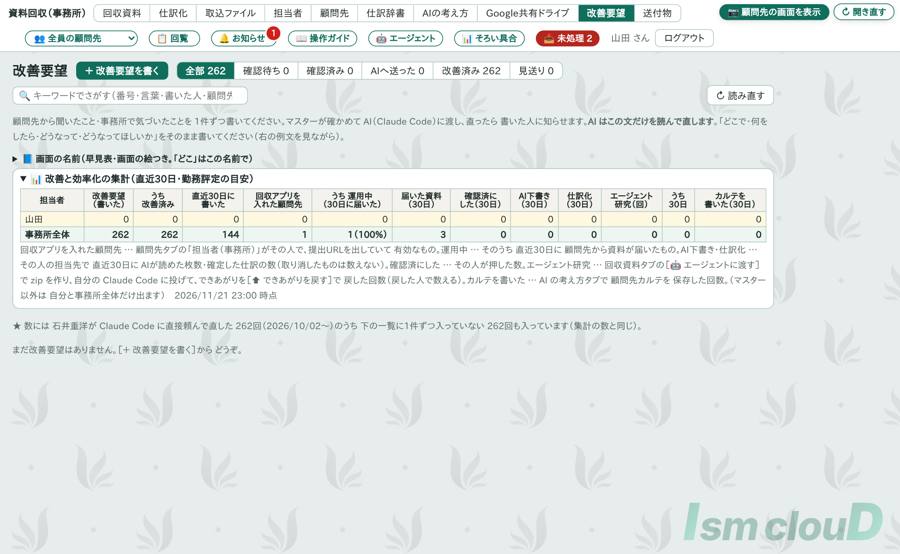 資料回収(事務所) 回収資料 仕訳化 取込ファイル 担当者 顧問先 仕訳辞書 AIの考え方 Google共有ドライブ 改善要望 送付物 📷 顧問先の画面を表示 ↻ 開き直す
👥 全員の顧問先 📋 回覧 🔔 お知らせ 1 📖 操作ガイド 🤖 エージェント 📊 そろい具合 📥 未処理 2 山田 さん ログアウト
改善要望 ＋ 改善要望を書く 全部 262 確認待ち 0 確認済み 0 AIへ送った 0 改善済み 262 見送り 0
🔍 キーワードでさがす(番号・言葉・書いた人・顧問先 ↻ 読み直す
顧問先から聞いたこと・事務所で気づいたことを 1件ずつ書いてください。マスターが確かめて AI(Claude Code)に渡し、直ったら 書いた人に知らせます。AI はこの文だけを読んで直します。「どこで・何を
したら・どうなって・どうなってほしいか」をそのまま書いてください(右の例文を見ながら)。
▶ 📘 画面の名前(早見表・画面の絵つき。「どこ」はこの名前で)
▼ 📊 改善と効率化の集計(直近30日・勤務評定の目安)
担当者 改善要望(書いた) うち改善済み 直近30日に書いた 回収アプリを入れた顧問先 うち 運用中(30日に届いた) 届いた資料(30日) 確認済にした(30日) AI下書き(30日) 仕訳化(30日) エージェント研究(回) うち30日 カルテを書いた(30日)
山田 0 0 0 0 0 0 0 0 0 0 0 0
事務所全体 262 262 144 1 1(100%) 3 0 0 0 0 0 0
回収アプリを入れた顧問先 … 顧問先タブの「担当者(事務所)」がその人で、提出URLを出していて 有効なもの。運用中 … そのうち 直近30日に 顧問先から資料が届いたもの。AI下書き・仕訳化 …
その人の担当先で 直近30日に AIが読めた枚数・確定した仕訳の数(取り消したものは数えない)。確認済にした … その人が押した数。エージェント研究 … 回収資料タブの[🤖 エージェントに渡す]
で zip を作り、自分の Claude Code に投げて、できあがりを[⬆ できあがりを戻す]で 戻した回数(戻した人で数える)。カルテを書いた … AI の考え方タブで 顧問先カルテを 保存した回数。(マスター
以外は 自分と事務所全体だけ出ます) 2026/11/21 23:00 時点
★ 数には 石井重洋が Claude Code に直接頼んで直した 262回(2026/10/02〜)のうち 下の一覧に1件ずつ入っていない 262回も入っています(集計の数と同じ)。
まだ改善要望はありません。[＋ 改善要望を書く]から どうぞ。
Ism clouD